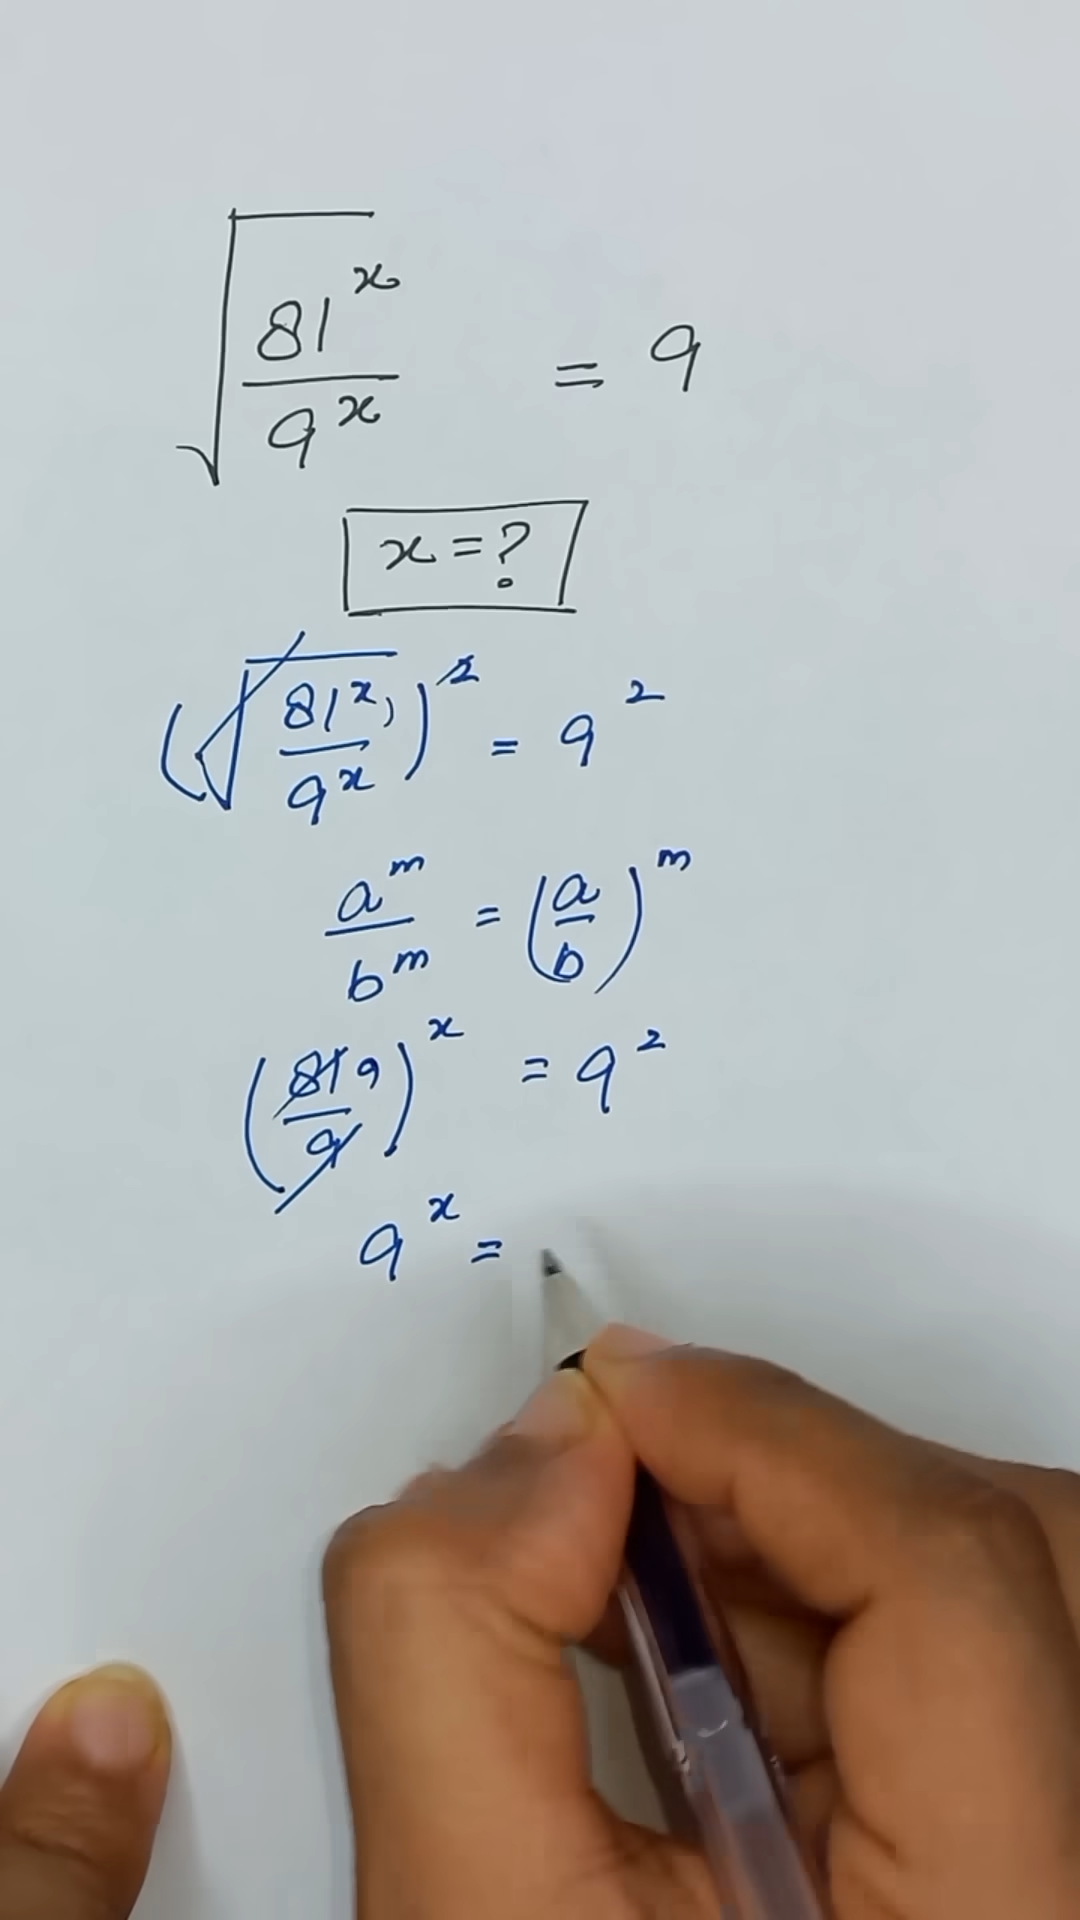 √(81^x / 9^x) = 9
x = ?
(√(81^x / 9^x))^2 = 9^2
a^m / b^m = (a/b)^m
(81 9 / 9)^x = 9^2
9^x =